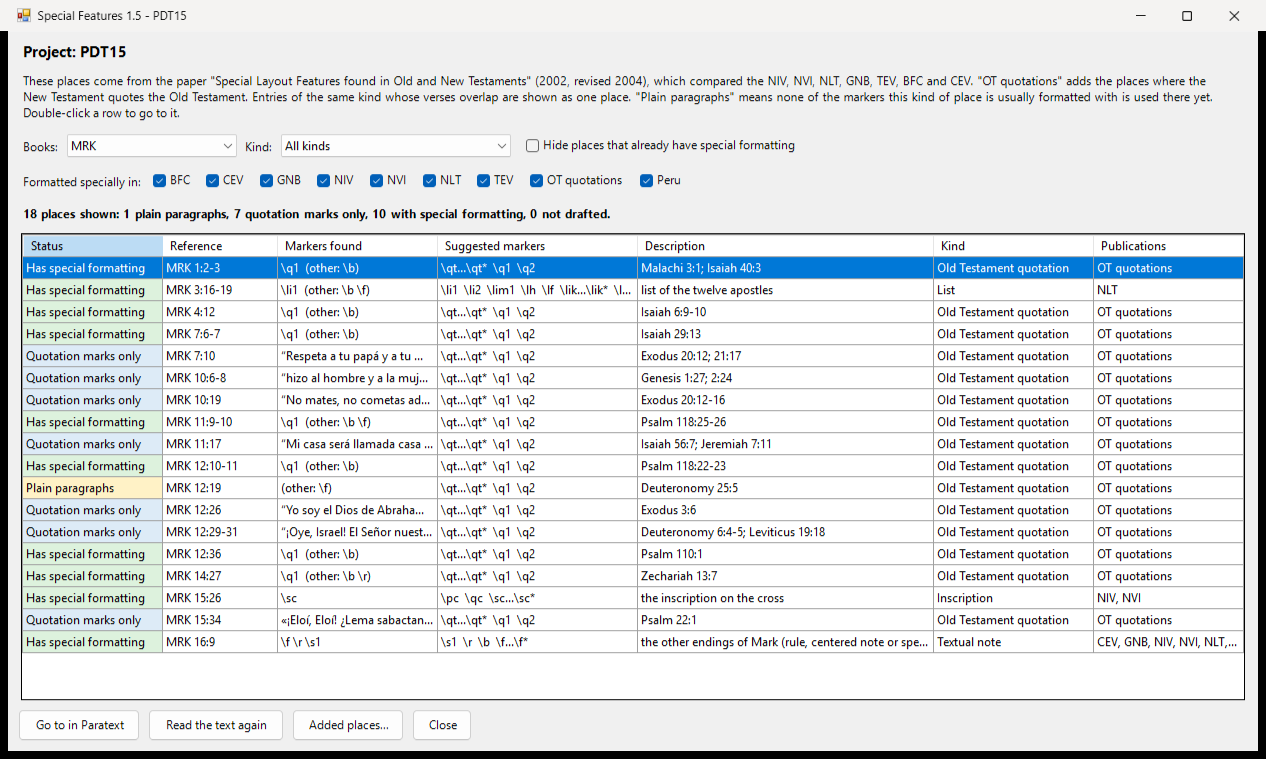 Special Features 1.5 - PDT15
Project: PDT15
These places come from the paper "Special Layout Features found in Old and New Testaments" (2002, revised 2004), which compared the NIV, NVI, NLT, GNB, TEV, BFC and CEV. "OT quotations" adds the places where the
New Testament quotes the Old Testament. Entries of the same kind whose verses overlap are shown as one place. "Plain paragraphs" means none of the markers this kind of place is usually formatted with is used there yet.
Double-click a row to go to it.
Books: MRK Kind: All kinds Hide places that already have special formatting
Formatted specially in: BFC CEV GNB NIV NVI NLT TEV OT quotations Peru
18 places shown: 1 plain paragraphs, 7 quotation marks only, 10 with special formatting, 0 not drafted.
Status Reference Markers found Suggested markers Description Kind Publications
Has special formatting MRK 1:2-3 \q1 (other: \b) \qt...\qt* \q1 \q2 Malachi 3:1; Isaiah 40:3 Old Testament quotation OT quotations
Has special formatting MRK 3:16-19 \li1 (other: \b \f) \li1 \li2 \lim1 \lh \lf \lik...\lik* \l... list of the twelve apostles List NLT
Has special formatting MRK 4:12 \q1 (other: \b) \qt...\qt* \q1 \q2 Isaiah 6:9-10 Old Testament quotation OT quotations
Has special formatting MRK 7:6-7 \q1 (other: \b) \qt...\qt* \q1 \q2 Isaiah 29:13 Old Testament quotation OT quotations
Quotation marks only MRK 7:10 “Respeta a tu papá y a tu ... \qt...\qt* \q1 \q2 Exodus 20:12; 21:17 Old Testament quotation OT quotations
Quotation marks only MRK 10:6-8 “hizo al hombre y a la muj... \qt...\qt* \q1 \q2 Genesis 1:27; 2:24 Old Testament quotation OT quotations
Quotation marks only MRK 10:19 “No mates, no cometas ad... \qt...\qt* \q1 \q2 Exodus 20:12-16 Old Testament quotation OT quotations
Has special formatting MRK 11:9-10 \q1 (other: \b \f) \qt...\qt* \q1 \q2 Psalm 118:25-26 Old Testament quotation OT quotations
Quotation marks only MRK 11:17 “Mi casa será llamada casa ... \qt...\qt* \q1 \q2 Isaiah 56:7; Jeremiah 7:11 Old Testament quotation OT quotations
Has special formatting MRK 12:10-11 \q1 (other: \b) \qt...\qt* \q1 \q2 Psalm 118:22-23 Old Testament quotation OT quotations
Plain paragraphs MRK 12:19 (other: \f) \qt...\qt* \q1 \q2 Deuteronomy 25:5 Old Testament quotation OT quotations
Quotation marks only MRK 12:26 “Yo soy el Dios de Abraha... \qt...\qt* \q1 \q2 Exodus 3:6 Old Testament quotation OT quotations
Quotation marks only MRK 12:29-31 “¡Oye, Israel! El Señor nuest... \qt...\qt* \q1 \q2 Deuteronomy 6:4-5; Leviticus 19:18 Old Testament quotation OT quotations
Has special formatting MRK 12:36 \q1 (other: \b) \qt...\qt* \q1 \q2 Psalm 110:1 Old Testament quotation OT quotations
Has special formatting MRK 14:27 \q1 (other: \b \r) \qt...\qt* \q1 \q2 Zechariah 13:7 Old Testament quotation OT quotations
Has special formatting MRK 15:26 \sc \pc \qc \sc...\sc* the inscription on the cross Inscription NIV, NVI
Quotation marks only MRK 15:34 «¡Eloí, Eloí! ¿Lema sabactan... \qt...\qt* \q1 \q2 Psalm 22:1 Old Testament quotation OT quotations
Has special formatting MRK 16:9 \f \r \s1 \s1 \r \b \f...\f* the other endings of Mark (rule, centered note or spe... Textual note CEV, GNB, NIV, NVI, NLT,...
Go to in Paratext Read the text again Added places... Close